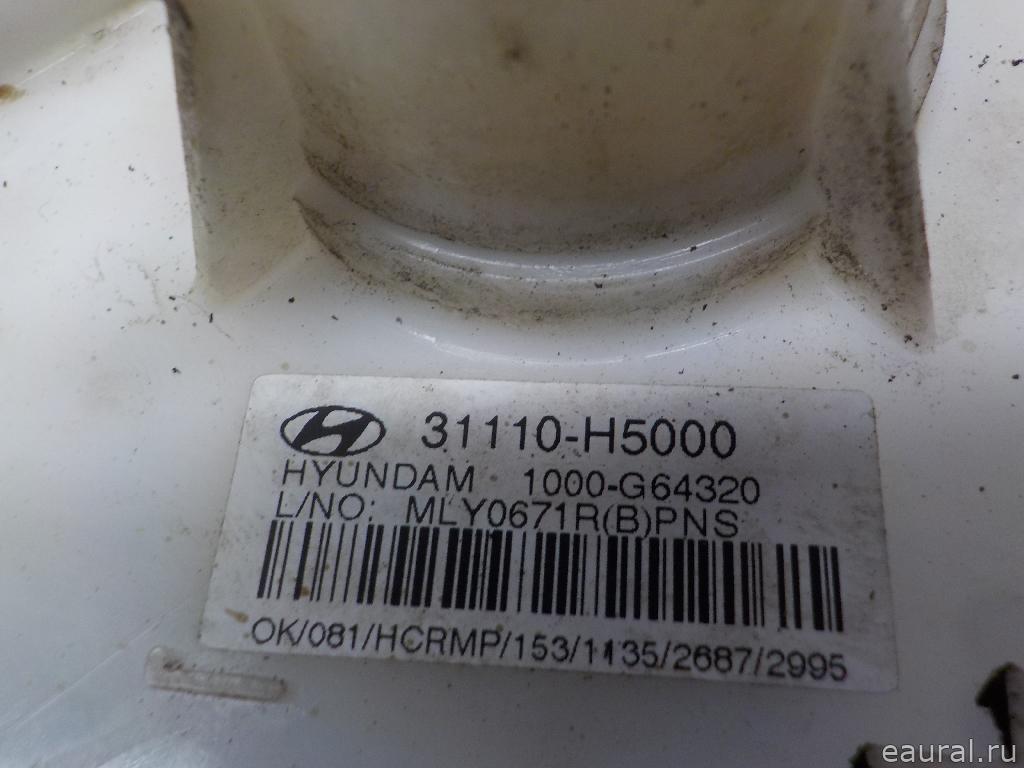 31110-H5000
HYUNDAM 1000-G64320
L/NO: MLY0671R(B)PNS
OK/081/HCRMP/153/1135/2687/2995
eaural.ru